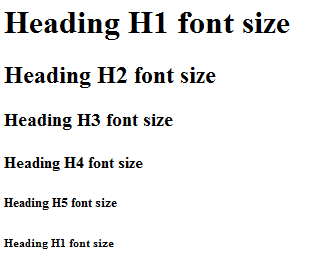 Heading H1 font size
Heading H2 font size
Heading H3 font size
Heading H4 font size
Heading H5 font size
Heading H1 font size